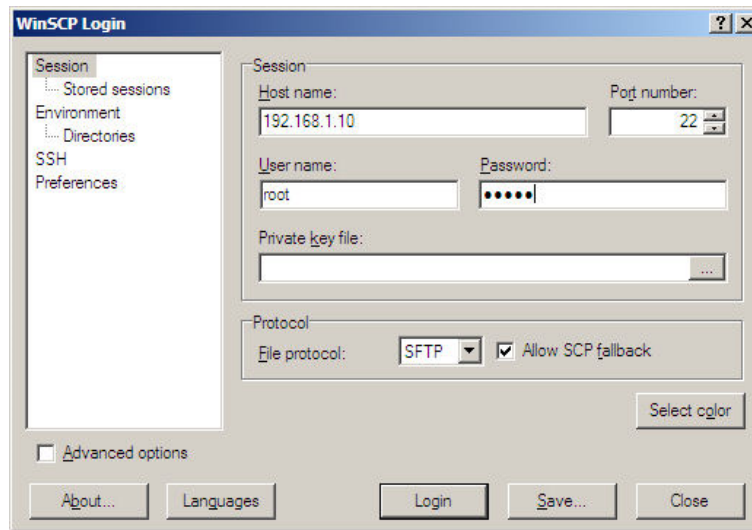 WinSCP Login
Session
Stored sessions
Environment
Directories
SSH
Preferences
Session
Host name:
Port number:
192.168.1.10
22
User name:
Password:
root
●●●●●
Private key file:
...
Protocol
File protocol:
SFTP
Allow SCP fallback
Select color
Advanced options
About...
Languages
Login
Save...
Close